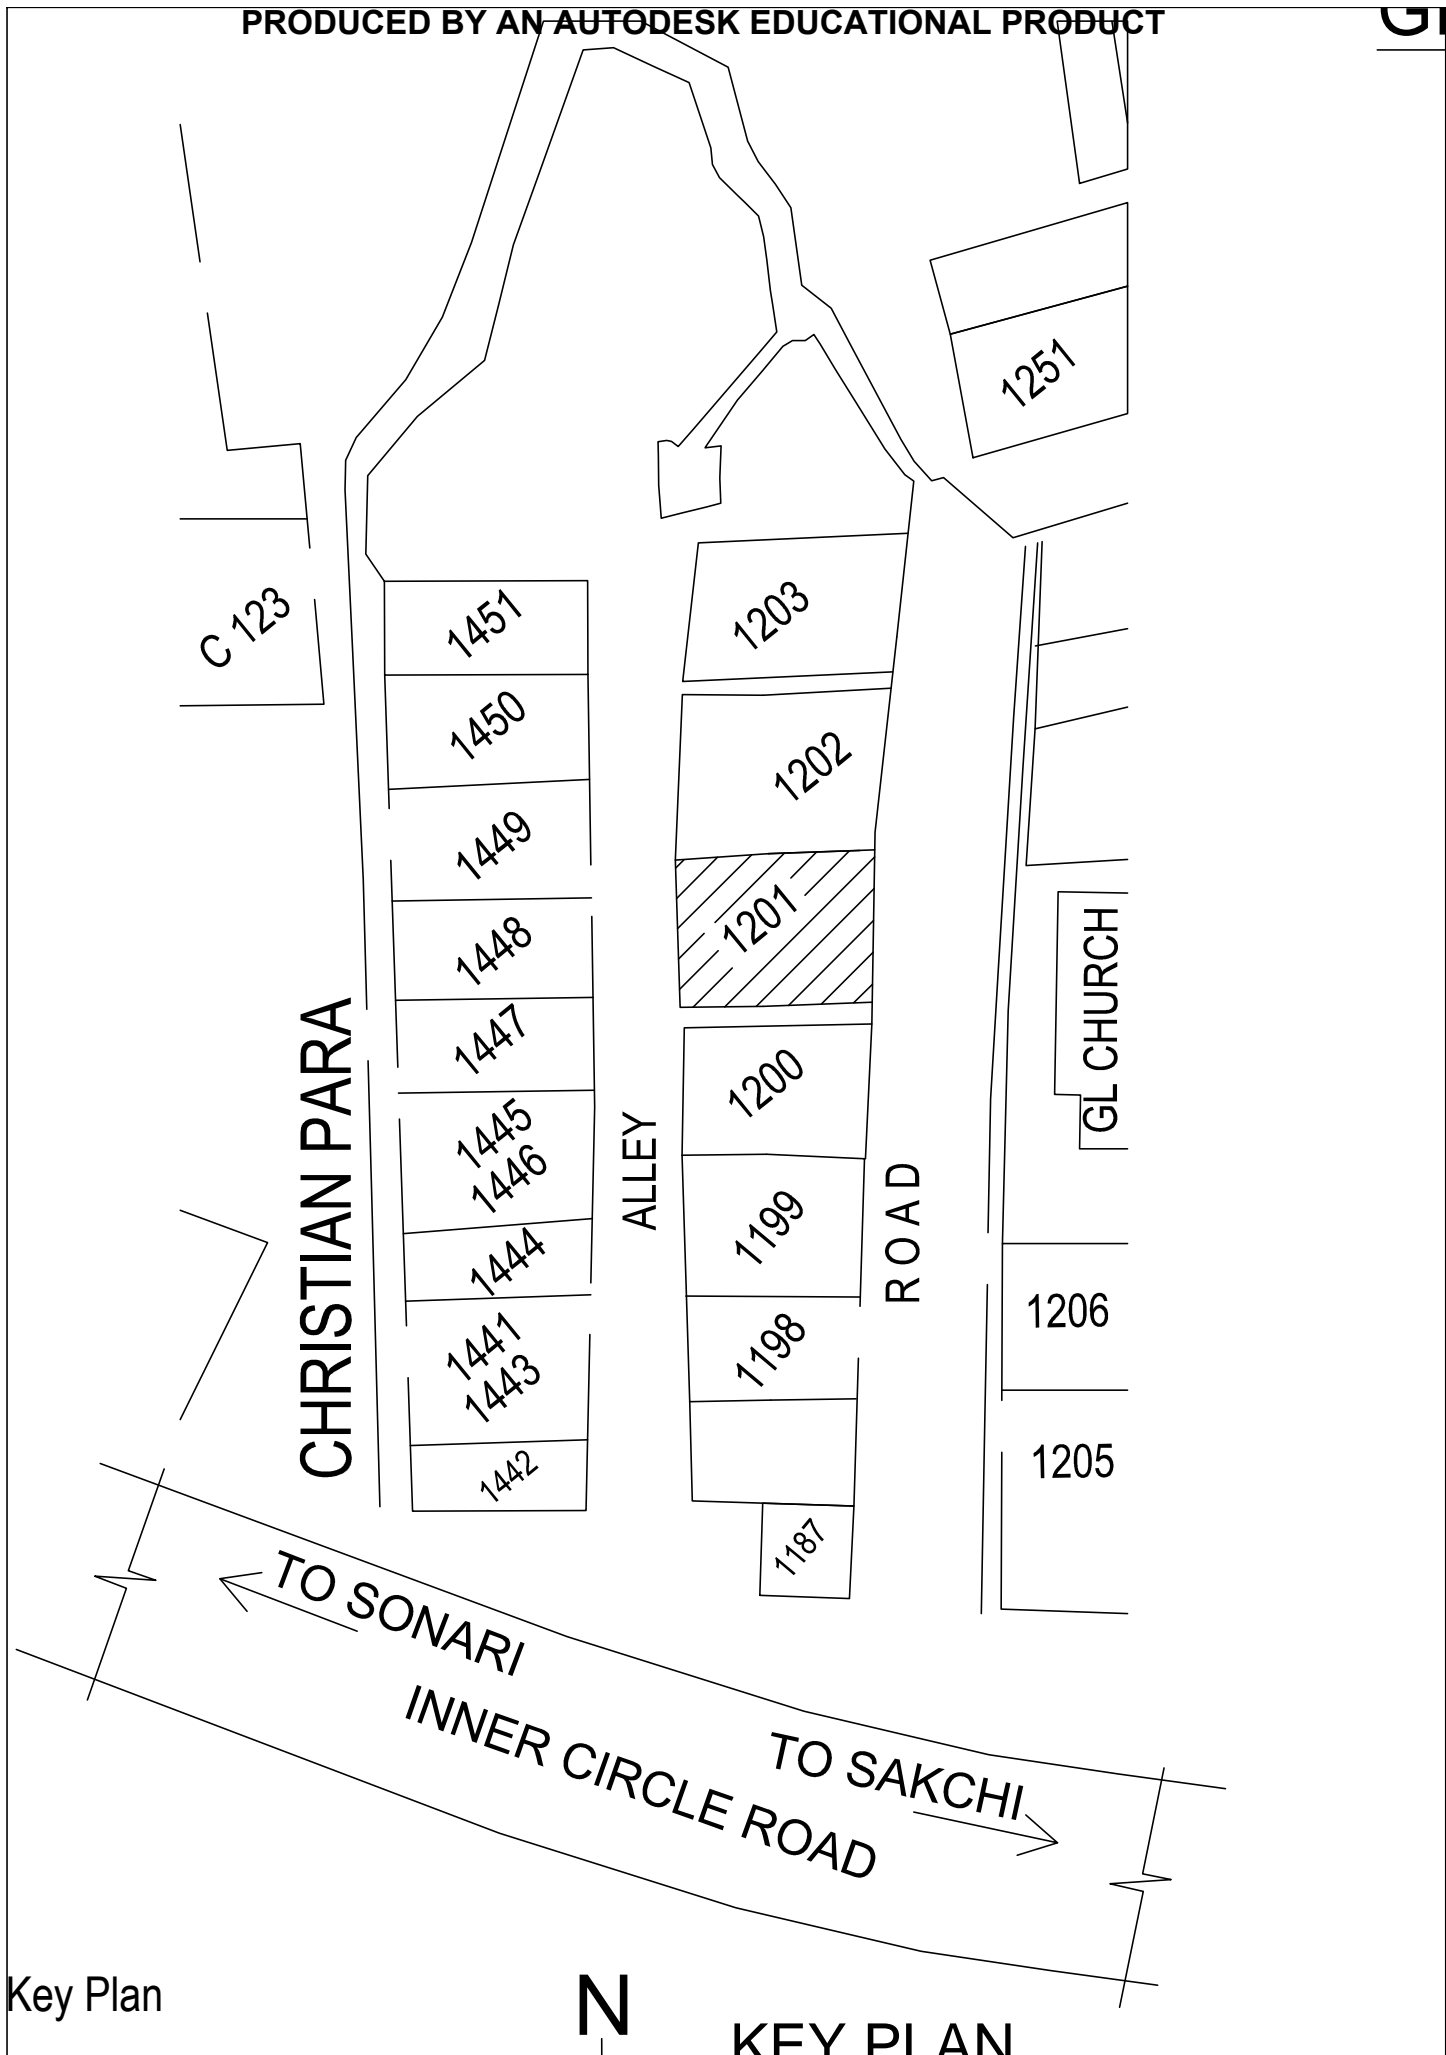 PRODUCED BY AN AUTODESK EDUCATIONAL PRODUCT
1251
1203
C 123
1451
1450
1202
1449
1201
1448
1447
1200
GL CHURCH
CHRISTIAN PARA
1445
1446
ALLEY
1199
ROAD
1444
1206
1441
1443
1198
1205
1442
1187
TO SONARI
INNER CIRCLE ROAD
TO SAKCHI
Key Plan
N
KEY PLAN